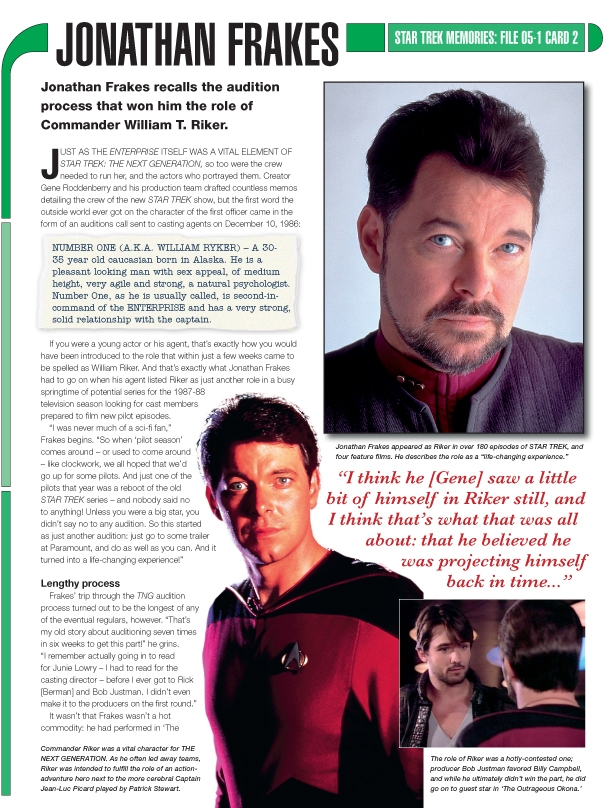 JONATHAN FRAKES
STAR TREK MEMORIES: FILE 05-1 CARD 2
Jonathan Frakes recalls the audition
process that won him the role of
Commander William T. Riker.
JUST AS THE ENTERPRISE ITSELF WAS A VITAL ELEMENT OF
STAR TREK: THE NEXT GENERATION, so too were the crew
needed to run her, and the actors who portrayed them. Creator
Gene Roddenberry and his production team drafted countless memos
detailing the crew of the new STAR TREK show, but the first word the
outside world ever got on the character of the first officer came in the
form of an auditions call sent to casting agents on December 10, 1986:
NUMBER ONE (A.K.A. WILLIAM RYKER) – A 30-
35 year old caucasian born in Alaska. He is a
pleasant looking man with sex appeal, of medium
height, very agile and strong, a natural psychologist.
Number One, as he is usually called, is second-in-
command of the ENTERPRISE and has a very strong,
solid relationship with the captain.
If you were a young actor or his agent, that's exactly how you would
have been introduced to the role that within just a few weeks came to
be spelled as William Riker. And that's exactly what Jonathan Frakes
had to go on when his agent listed Riker as just another role in a busy
springtime of potential series for the 1987-88
television season looking for cast members
prepared to film new pilot episodes.
"I was never much of a sci-fi fan,"
Frakes begins. "So when 'pilot season'
comes around – or used to come around
– like clockwork, we all hoped that we'd
go up for some pilots. And just one of the
pilots that year was a reboot of the old
STAR TREK series – and nobody said no
to anything! Unless you were a big star, you
didn't say no to any audition. So this started
as just another audition: just go to some trailer
at Paramount, and do as well as you can. And it
turned into a life-changing experience!"
Lengthy process
Frakes' trip through the TNG audition
process turned out to be the longest of any
of the eventual regulars, however. "That's
my old story about auditioning seven times
in six weeks to get this part!" he grins.
"I remember actually going in to read
for Junie Lowry – I had to read for the
casting director – before I ever got to Rick
[Berman] and Bob Justman. I didn't even
make it to the producers on the first round."
It wasn't that Frakes wasn't a hot
commodity: he had performed in 'The
Commander Riker was a vital character for THE
NEXT GENERATION. As he often led away teams,
Riker was intended to fulfill the role of an action-
adventure hero next to the more cerebral Captain
Jean-Luc Picard played by Patrick Stewart.
Jonathan Frakes appeared as Riker in over 180 episodes of STAR TREK, and
four feature films. He describes the role as a "life-changing experience."
"I think he [Gene] saw a little
bit of himself in Riker still, and
I think that's what that was all
about: that he believed he
was projecting himself
back in time..."
The role of Riker was a hotly-contested one;
producer Bob Justman favored Billy Campbell,
and while he ultimately didn't win the part, he did
go on to guest star in 'The Outrageous Okona.'